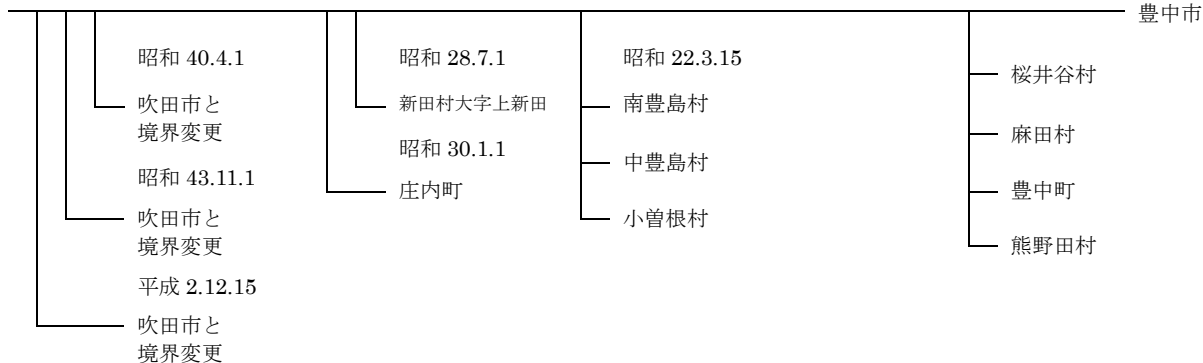 豊中市
桜井谷村
麻田村
豊中町
熊野田村
昭和 22.3.15
南豊島村
中豊島村
小曽根村
昭和 28.7.1
新田村大字上新田
昭和 30.1.1
庄内町
昭和 40.4.1
吹田市と
境界変更
昭和 43.11.1
吹田市と
境界変更
平成 2.12.15
吹田市と
境界変更